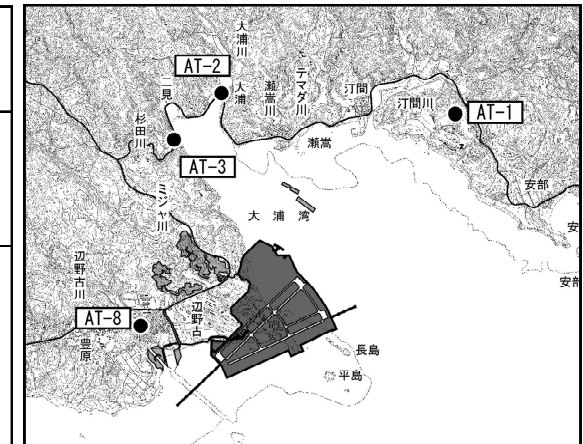 大浦川
AT-2
二見
大浦
瀬嵩川
テマダ川
汀間
汀間川
AT-1
杉田川
瀬嵩
AT-3
安部
ミジャ川
大浦湾
安
安部
辺野古川
辺野古
AT-8
豊原
長島
平島